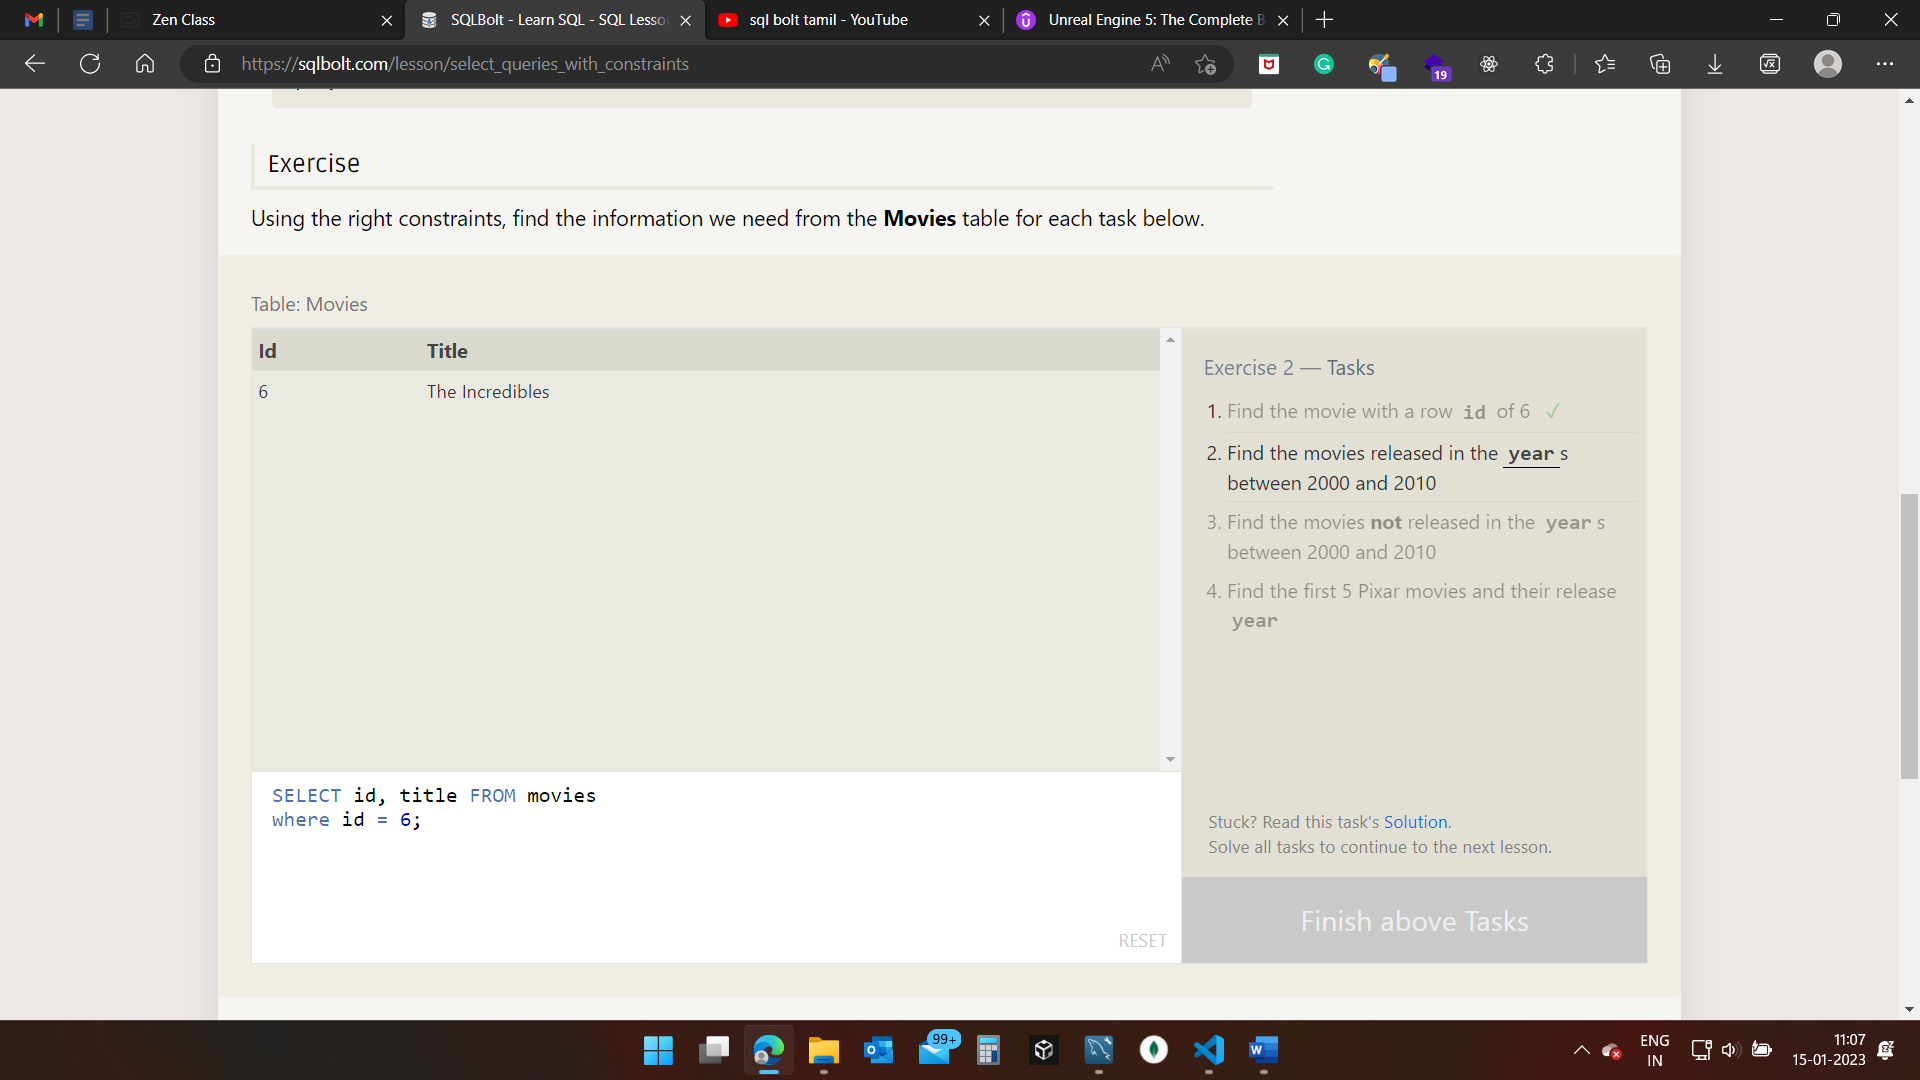 Zen Class
SQLBolt - Learn SQL - SQL Lesso
sql bolt tamil - YouTube
Unreal Engine 5: The Complete B
https://sqlbolt.com/lesson/select_queries_with_constraints
19
Exercise
Using the right constraints, find the information we need from the Movies table for each task below.
Table: Movies
Id Title
6 The Incredibles
SELECT id, title FROM movies
where id = 6;
RESET
Exercise 2 — Tasks
1. Find the movie with a row id of 6 ✓
2. Find the movies released in the year s
between 2000 and 2010
3. Find the movies not released in the year s
between 2000 and 2010
4. Find the first 5 Pixar movies and their release
year
Stuck? Read this task's Solution.
Solve all tasks to continue to the next lesson.
Finish above Tasks
99+
ENG
IN
11:07
15-01-2023